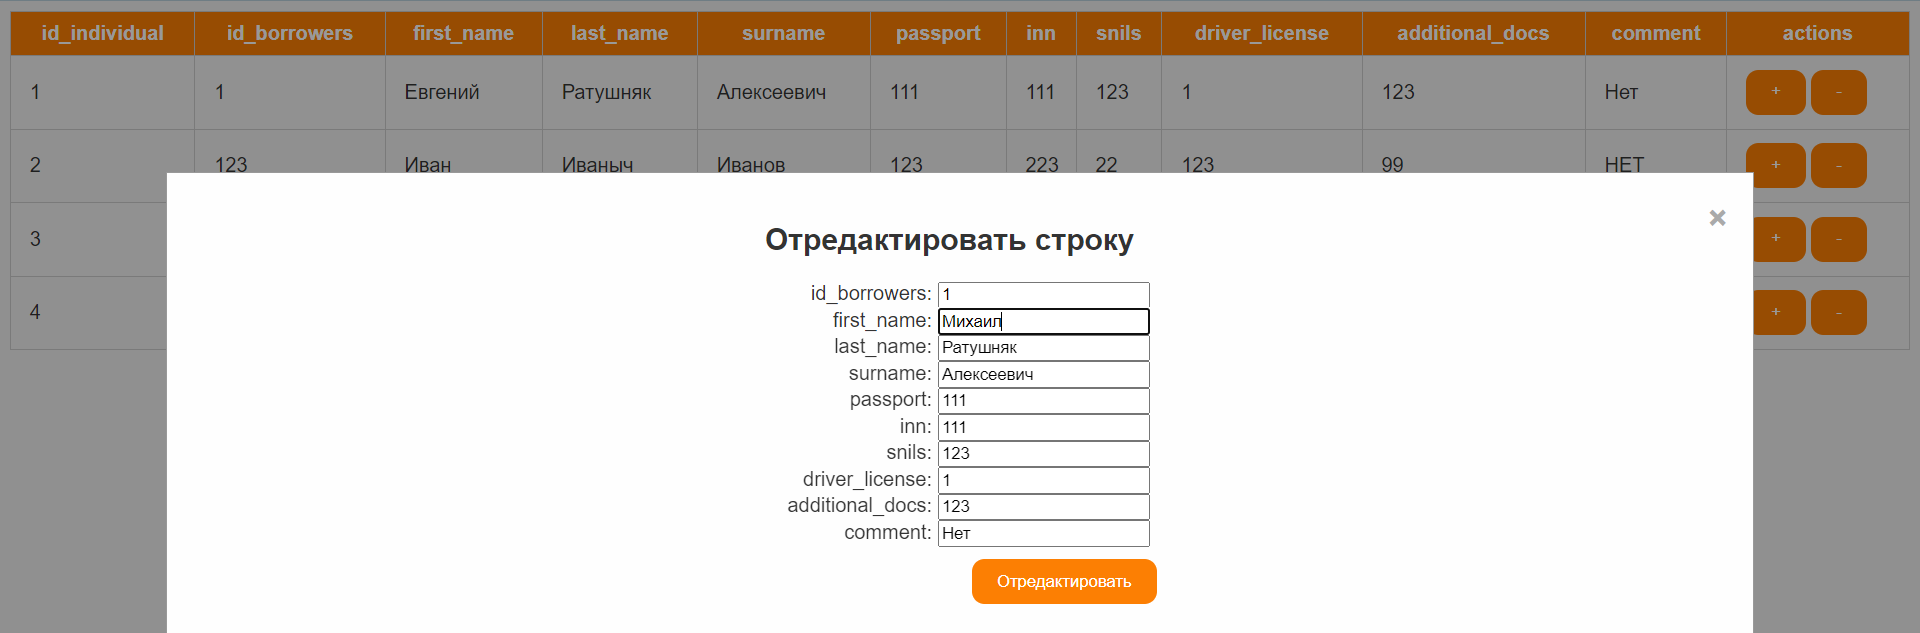 id_individual id_borrowers first_name last_name surname passport inn snils driver_license additional_docs comment actions
1 1 Евгений Ратушняк Алексеевич 111 111 123 1 123 Нет + -
2 123 Иван Иваныч Иванов 123 223 22 123 99 НЕТ + -
×
Отредактировать строку
3 + -
id_borrowers: 1
4 + -
first_name: Михаил
last_name: Ратушняк
surname: Алексеевич
passport: 111
inn: 111
snils: 123
driver_license: 1
additional_docs: 123
comment: Нет
Отредактировать